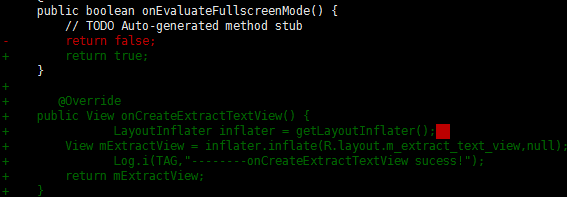 public boolean onEvaluateFullscreenMode() {
// TODO Auto-generated method stub
- return false;
+ return true;
}
+
+ @Override
+ public View onCreateExtractTextView() {
+ LayoutInflater inflater = getLayoutInflater();
+ View mExtractView = inflater.inflate(R.layout.m_extract_text_view,null);
+ Log.i(TAG,"--------onCreateExtractTextView sucess!");
+ return mExtractView;
+ }